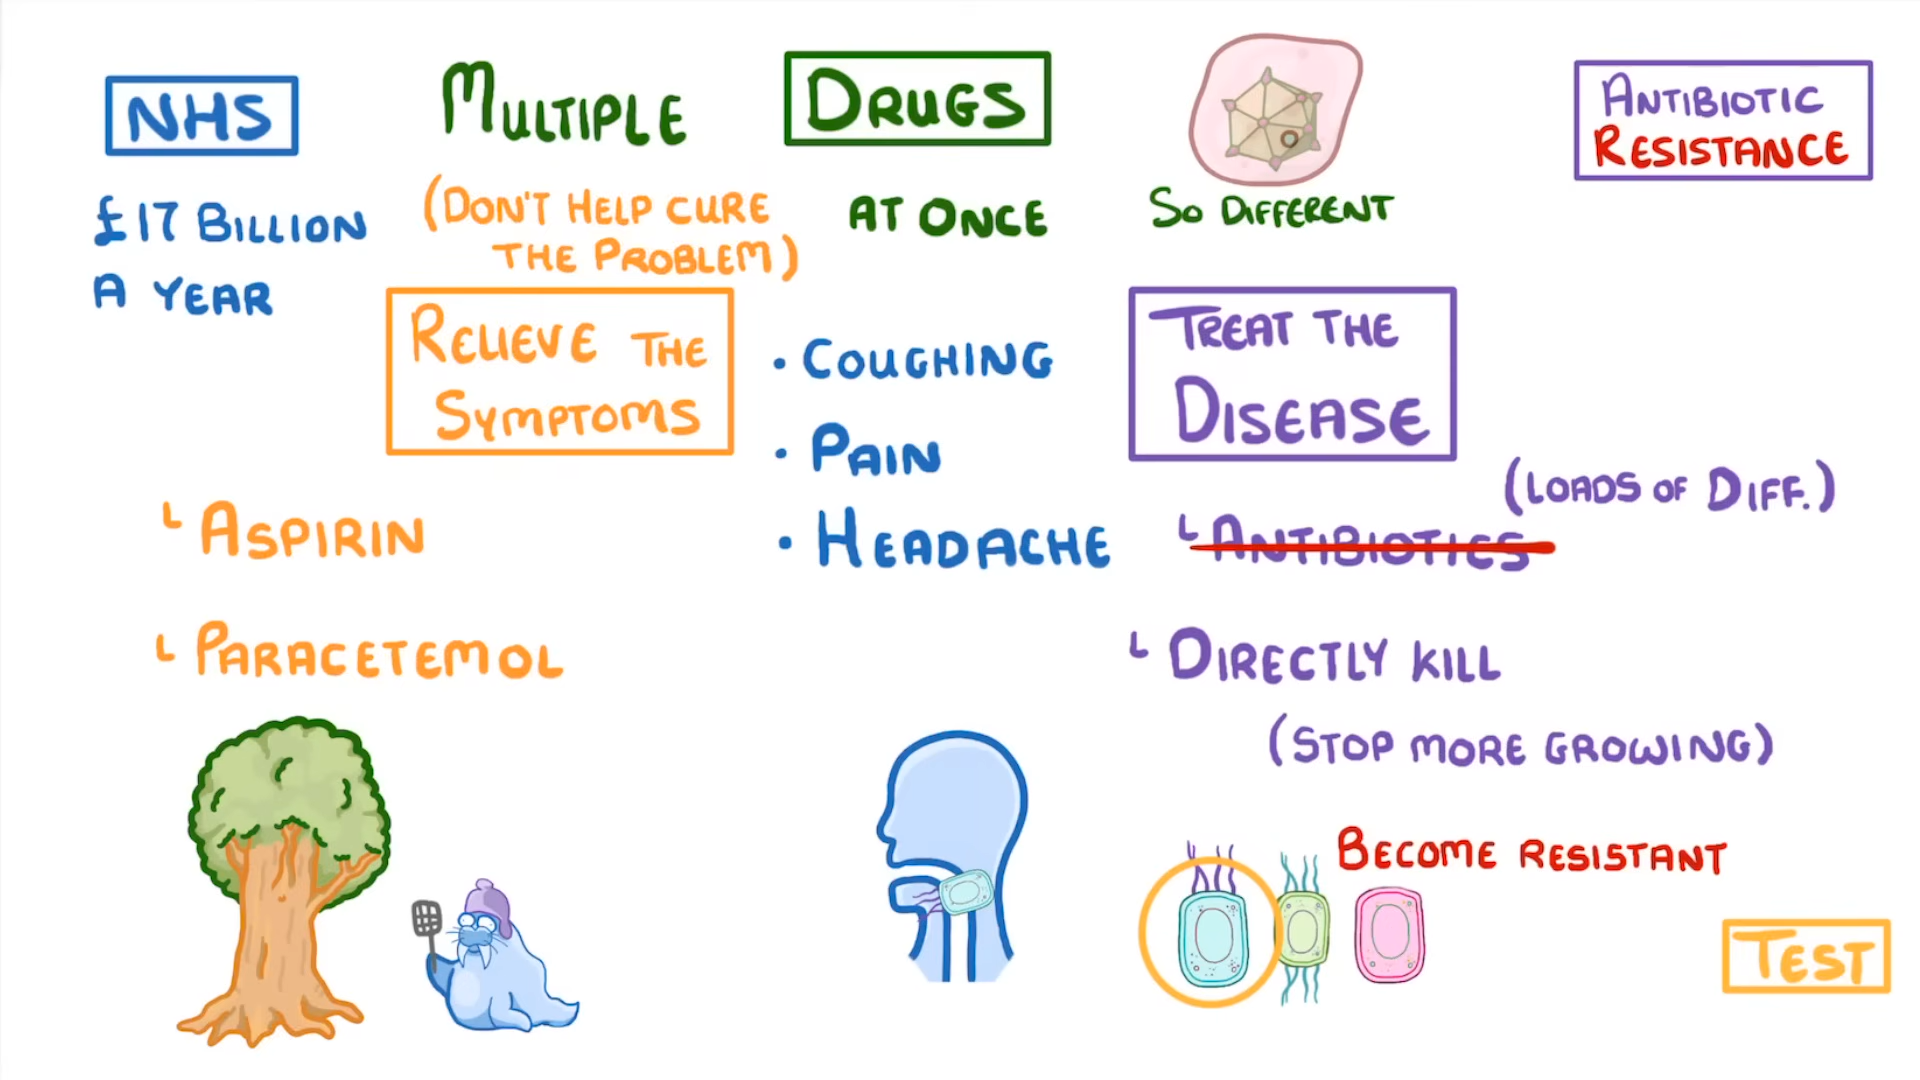 NHS
£17 BILLION
A YEAR
MULTIPLE
DRUGS
AT ONCE
(DON'T HELP CURE
THE PROBLEM)
RELIEVE THE
SYMPTOMS
ASPIRIN
PARACETEMOL
• COUGHING
• PAIN
• HEADACHE
SO DIFFERENT
ANTIBIOTIC
RESISTANCE
TREAT THE
DISEASE
(LOADS OF DIFF.)
ANTIBIOTICS
DIRECTLY KILL
(STOP MORE GROWING)
BECOME RESISTANT
TEST